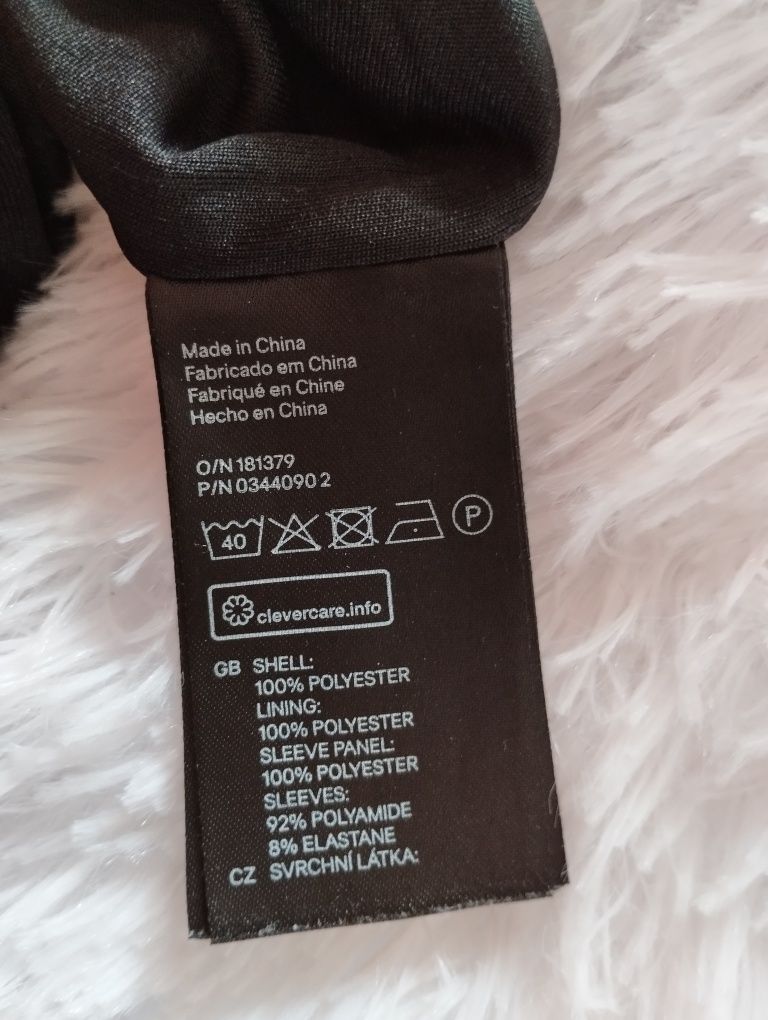 Made in China
Fabricado em China
Fabriqué en Chine
Hecho en China
O/N 181379
P/N 0344090 2
40 P
clevercare.info
GB SHELL:
100% POLYESTER
LINING:
100% POLYESTER
SLEEVE PANEL:
100% POLYESTER
SLEEVES:
92% POLYAMIDE
8% ELASTANE
CZ SVRCHNÍ LÁTKA: